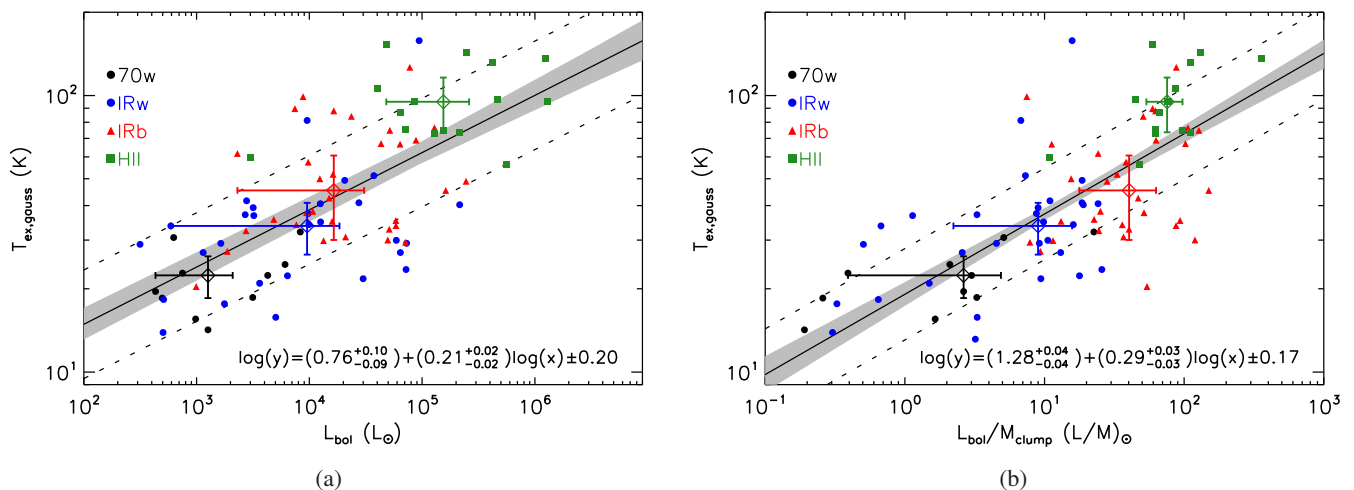 10²
10¹
T_ex,gauss (K)
70w
IRw
IRb
HII
log(y)=(0.76^{+0.10}_{-0.09})+(0.21^{+0.02}_{-0.02})log(x)±0.20
10² 10³ 10⁴ 10⁵ 10⁶
L_bol (L_⊙)
(a)
10²
10¹
T_ex,gauss (K)
70w
IRw
IRb
HII
log(y)=(1.28^{+0.04}_{-0.04})+(0.29^{+0.03}_{-0.03})log(x)±0.17
10⁻¹ 10⁰ 10¹ 10² 10³
L_bol/M_clump (L/M)_⊙
(b)